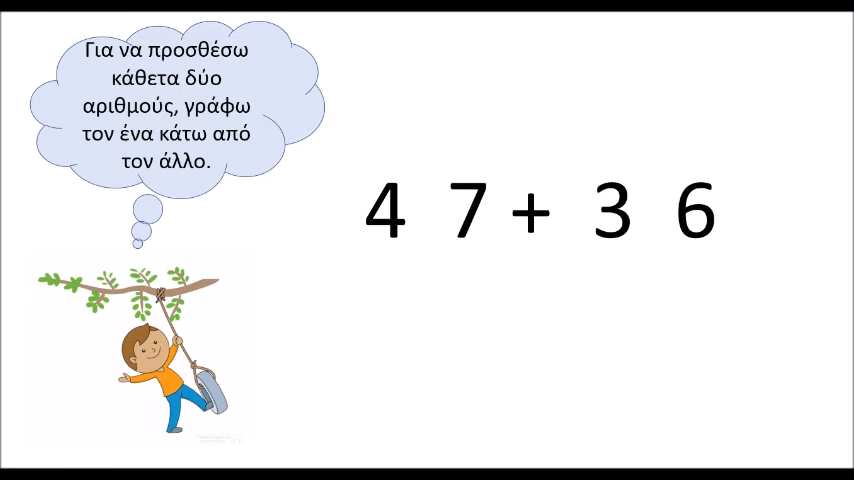 Για να προσθέσω
κάθετα δύο
αριθμούς, γράφω
τον ένα κάτω από
τον άλλο.
4 7 + 3 6